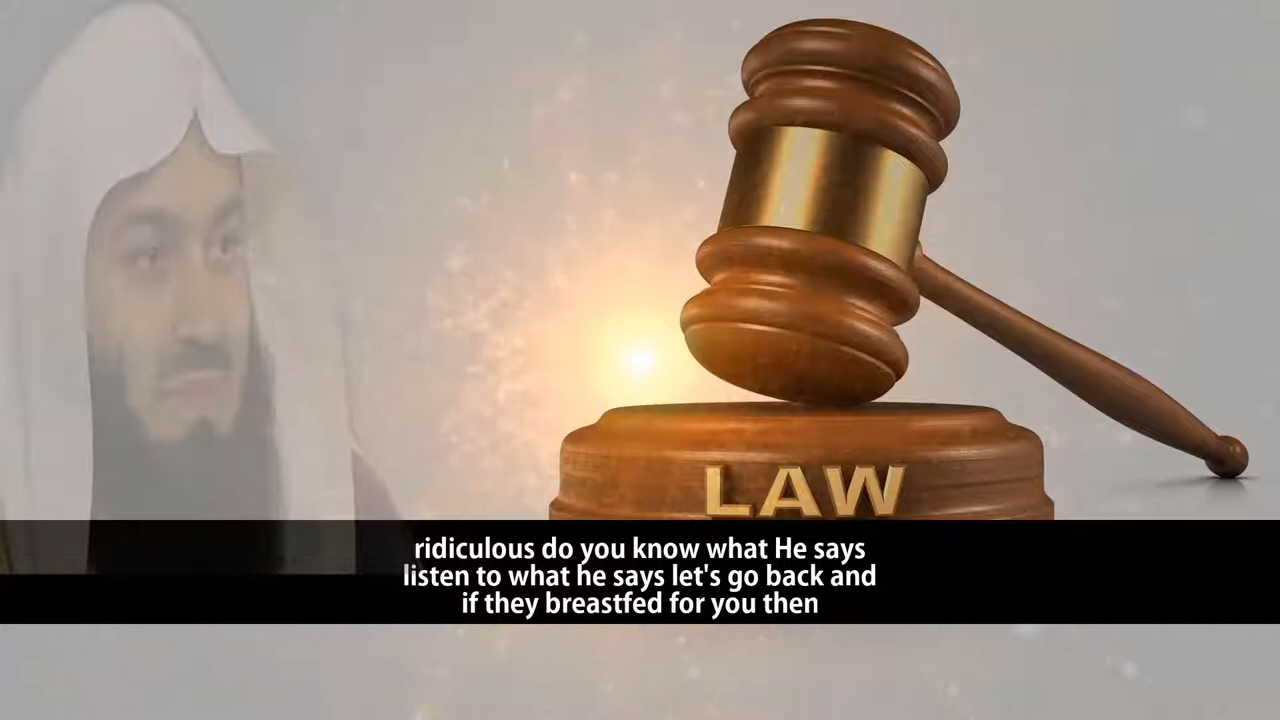 LAW
ridiculous do you know what He says
listen to what he says let's go back and
if they breastfed for you then